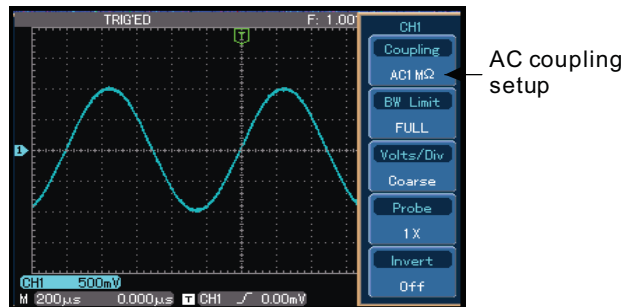 TRIG'ED F: 1.00
T
CH1
Coupling
AC1MΩ
AC coupling
setup
BW Limit
FULL
1
Volts/Div
Coarse
Probe
1X
Invert
Off
CH1 500mV
M 200µs 0.000µs T CH1 0.00mV